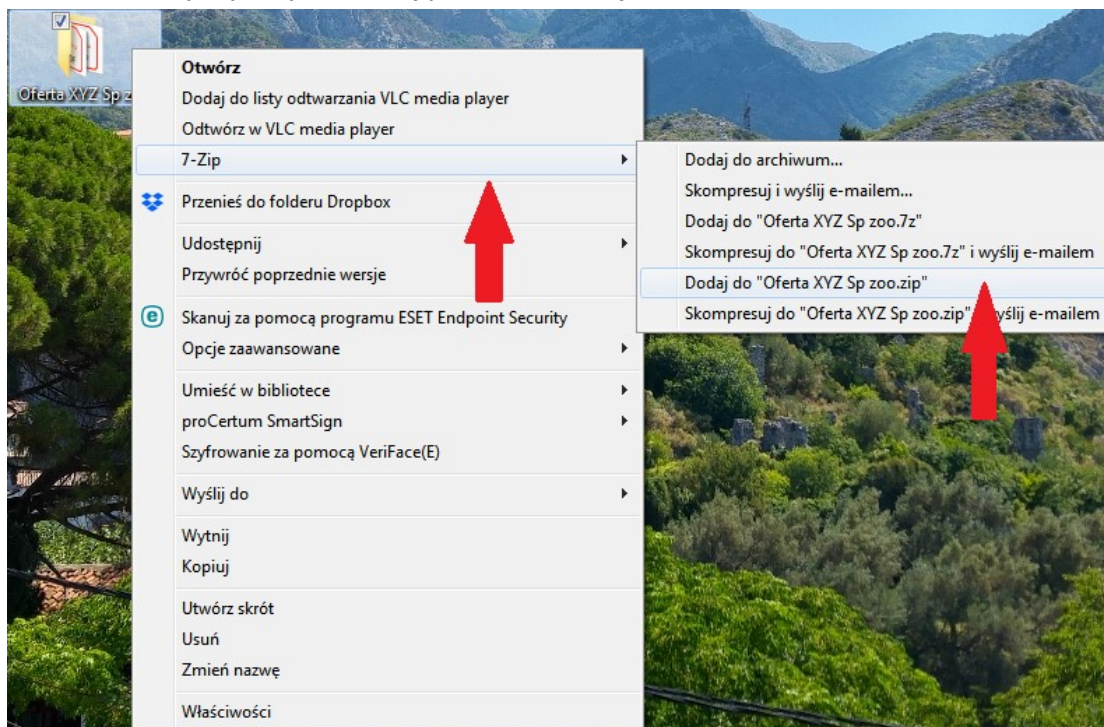 Oferta XYZ Sp z
Otwórz
Dodaj do listy odtwarzania VLC media player
Odtwórz w VLC media player
7-Zip
Przenieś do folderu Dropbox
Udostępnij
Przywróć poprzednie wersje
Skanuj za pomocą programu ESET Endpoint Security
Opcje zaawansowane
Umieść w bibliotece
proCertum SmartSign
Szyfrowanie za pomocą VeriFace(E)
Wyślij do
Wytnij
Kopiuj
Utwórz skrót
Usuń
Zmień nazwę
Właściwości
Dodaj do archiwum...
Skompresuj i wyślij e-mailem...
Dodaj do "Oferta XYZ Sp zoo.7z"
Skompresuj do "Oferta XYZ Sp zoo.7z" i wyślij e-mailem
Dodaj do "Oferta XYZ Sp zoo.zip"
Skompresuj do "Oferta XYZ Sp zoo.zip" wyślij e-mailem